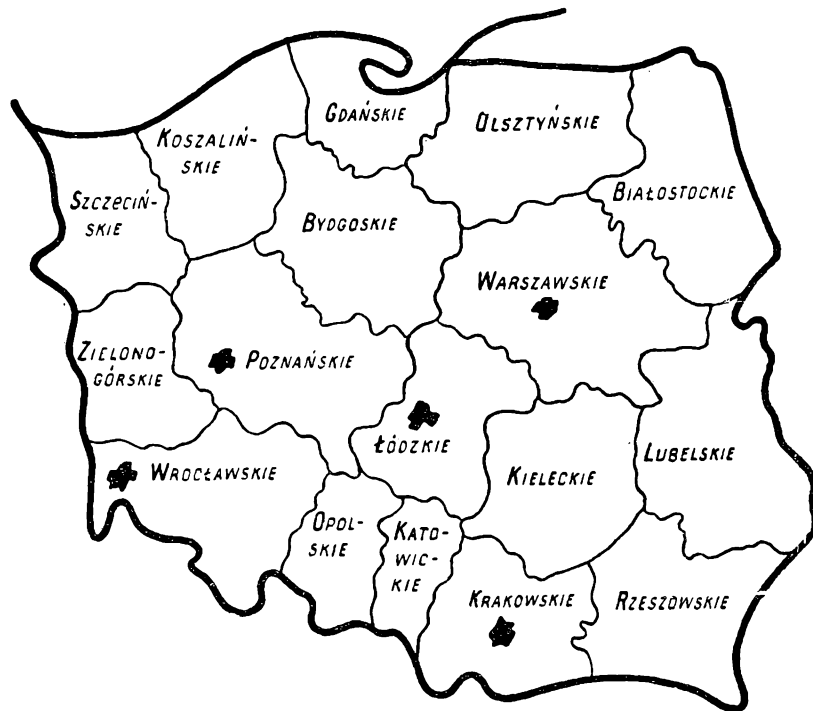 GDAŃSKIE
OLSZTYŃSKIE
KOSZALIŃ-
SKIE
BIAŁOSTOCKIE
SZCZECIŃ-
SKIE
BYDGOSKIE
WARSZAWSKIE
ZIELONO-
GÓRSKIE
POZNAŃSKIE
ŁÓDZKIE
LUBELSKIE
WROCŁAWSKIE
KIELECKIE
OPOL-
SKIE
KATO-
WIC-
KIE
KRAKOWSKIE
RZESZOWSKIE